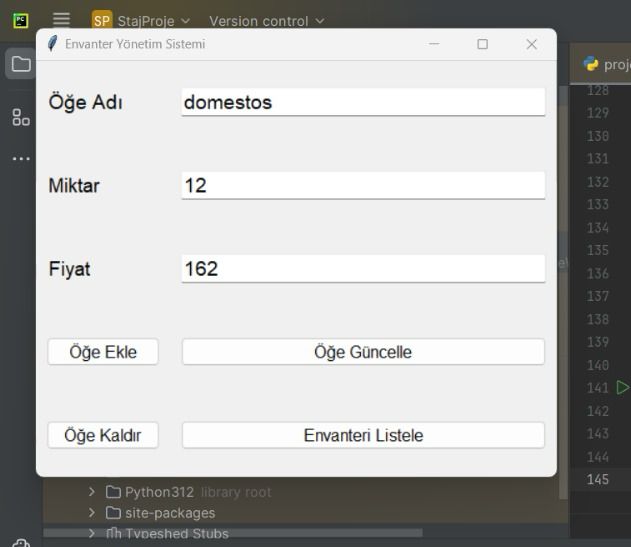 PC SP StajProje Version control
Envanter Yönetim Sistemi
Öğe Adı domestos
Miktar 12
Fiyat 162
Öğe Ekle Öğe Güncelle
Öğe Kaldır Envanteri Listele
Python312 library root
site-packages
Typeshed Stubs
proje
128
129
130
131
132
133
134
135
136
137
138
139
140
141
142
143
144
145